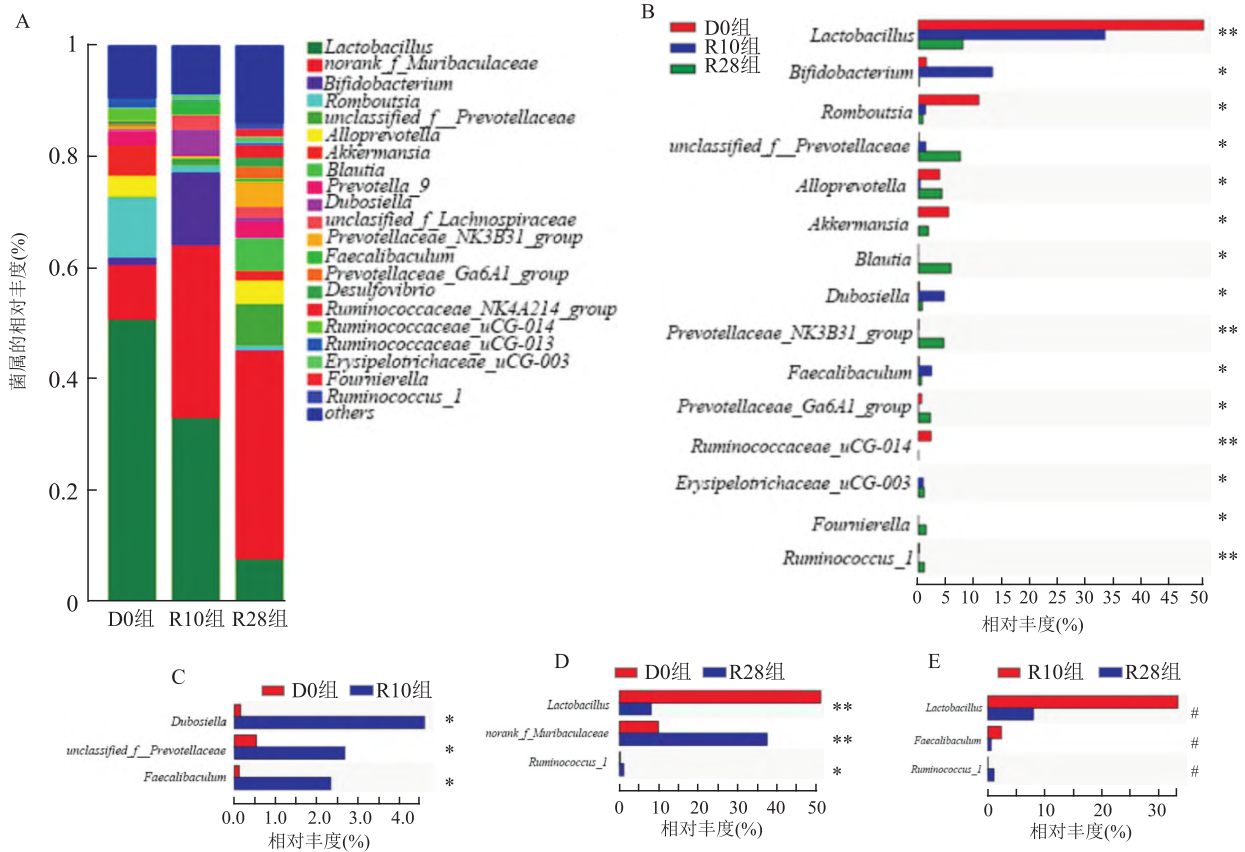 A
菌属的相对丰度(%)
1
0.8
0.6
0.4
0.2
0
D0组 R10组 R28组
Lactobacillus
norank_f_Muribaculaceae
Bifidobacterium
Romboutsia
unclassified_f__Prevotellaceae
Alloprevotella
Akkermansia
Blautia
Prevotella_9
Dubosiella
unclassified_f_Lachnospiraceae
Prevotellaceae_NK3B31_group
Faecalibaculum
Prevotellaceae_Ga6A1_group
Desulfovibrio
Ruminococcaceae_NK4A214_group
Ruminococcaceae_uCG-014
Ruminococcaceae_uCG-013
Erysipelotrichaceae_uCG-003
Fournierella
Ruminococcus_1
others
B
D0组
R10组
R28组
Lactobacillus **
Bifidobacterium *
Romboutsia *
unclassified_f__Prevotellaceae *
Alloprevotella *
Akkermansia *
Blautia *
Dubosiella *
Prevotellaceae_NK3B31_group **
Faecalibaculum *
Prevotellaceae_Ga6A1_group *
Ruminococcaceae_uCG-014 **
Erysipelotrichaceae_uCG-003 *
Fournierella *
Ruminococcus_1 **
0 5 10 15 20 25 30 35 40 45 50
相对丰度(%)
C
D0组 R10组
Dubosiella *
unclassified_f__Prevotellaceae *
Faecalibaculum *
0.0 1.0 2.0 3.0 4.0
相对丰度(%)
D
D0组 R28组
Lactobacillus **
norank_f_Muribaculaceae **
Ruminococcus_1 *
0 10 20 30 40 50
相对丰度(%)
E
R10组 R28组
Lactobacillus #
Faecalibaculum #
Ruminococcus_1 #
0 10 20 30
相对丰度(%)